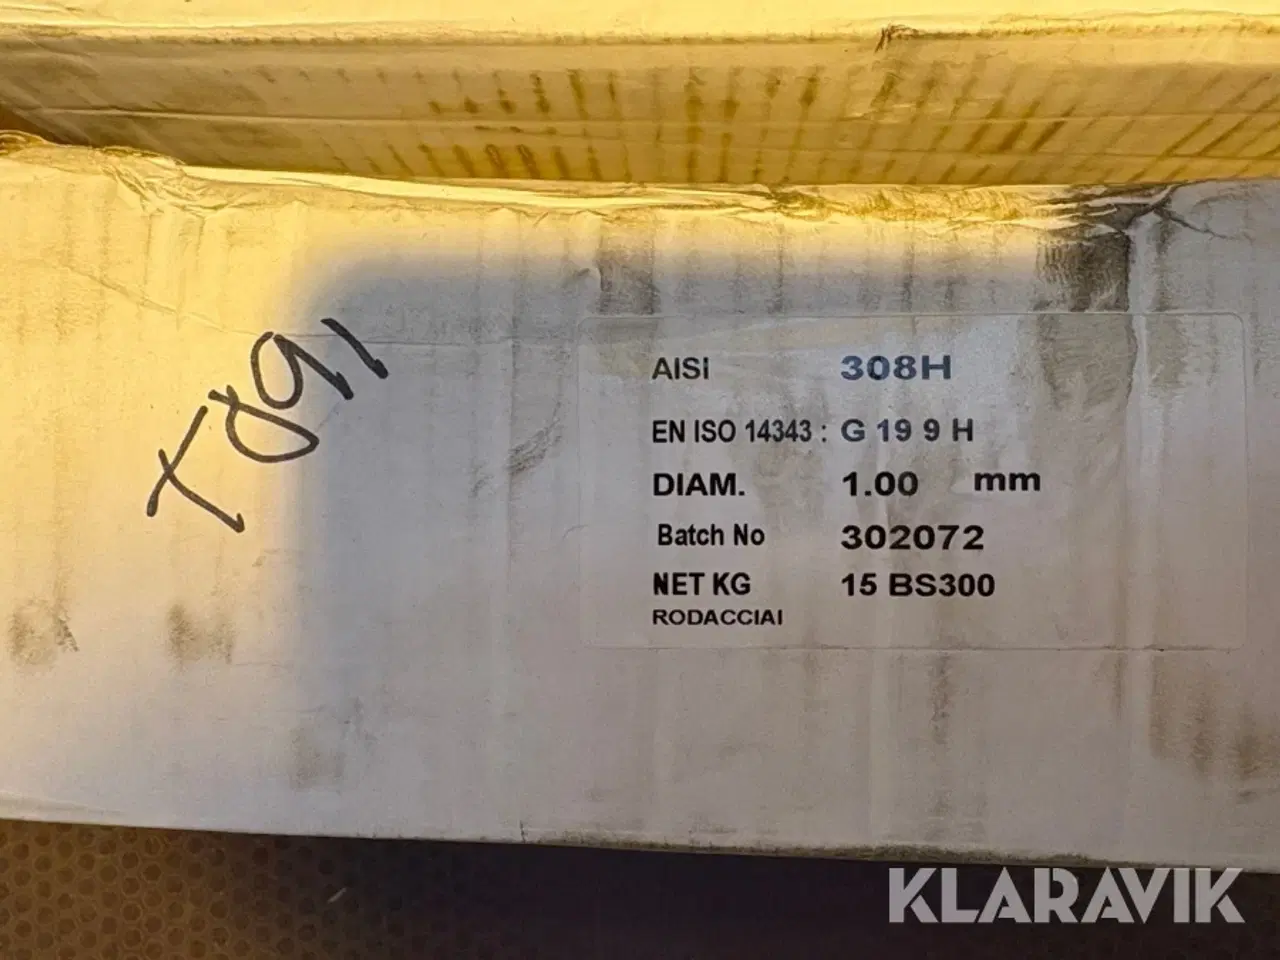 AISI 308H
EN ISO 14343 : G 19 9 H
DIAM. 1.00 mm
Batch No 302072
NET KG 15 BS300
RODACCIAI
KLARAVIK